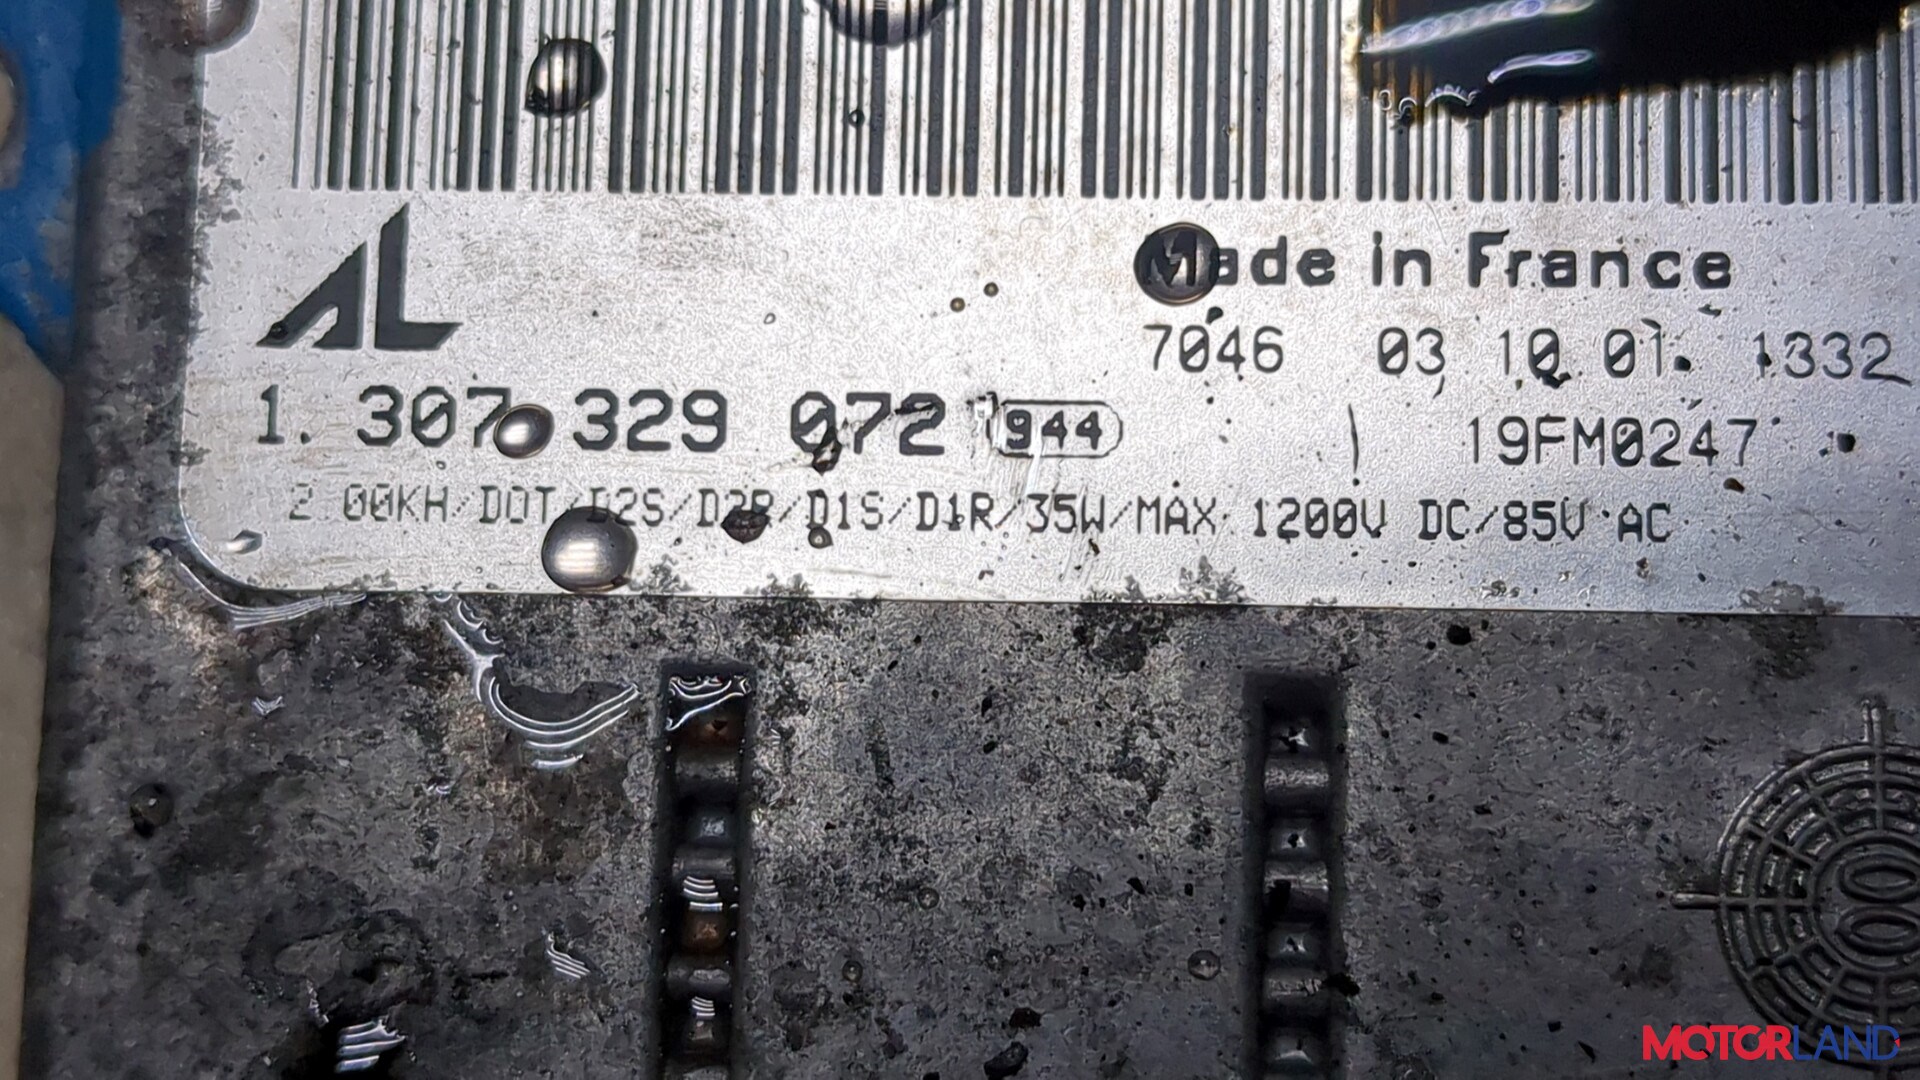 AL
Made in France
7046 03 10 01 1332
1. 307 329 072 944
19FM0247
2.00KH/DOT/D2S/D2R/D1S/D1R/35W/MAX 1200V DC/85V AC
MOTORLAND